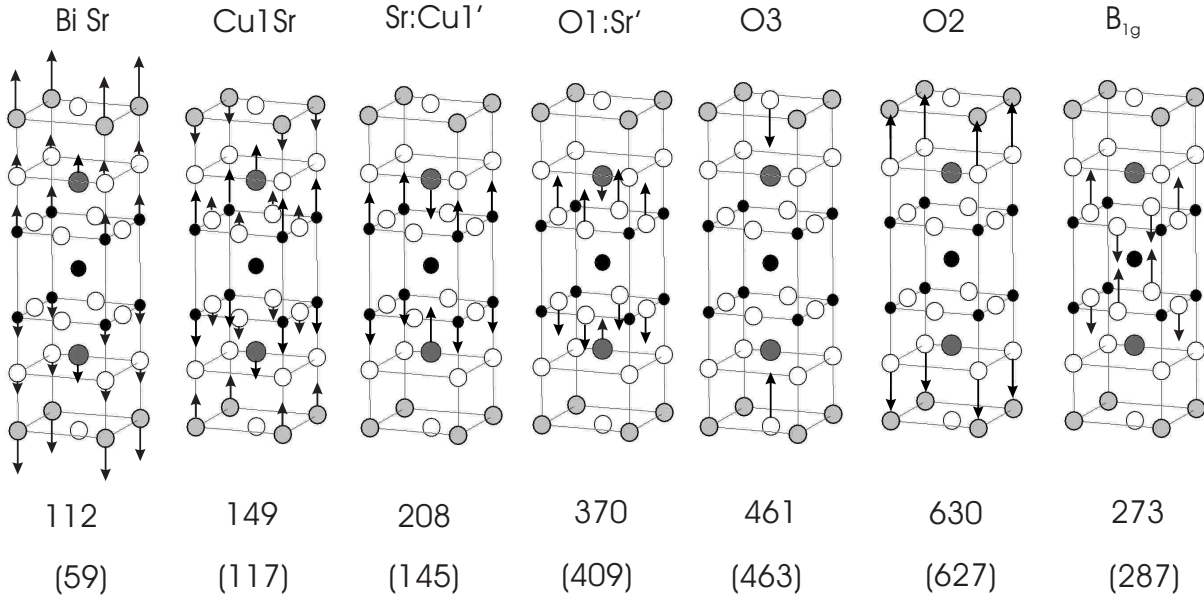 Bi Sr Cu1Sr Sr:Cu1’ O1:Sr’ O3 O2 B1g
112 149 208 370 461 630 273
(59) (117) (145) (409) (463) (627) (287)